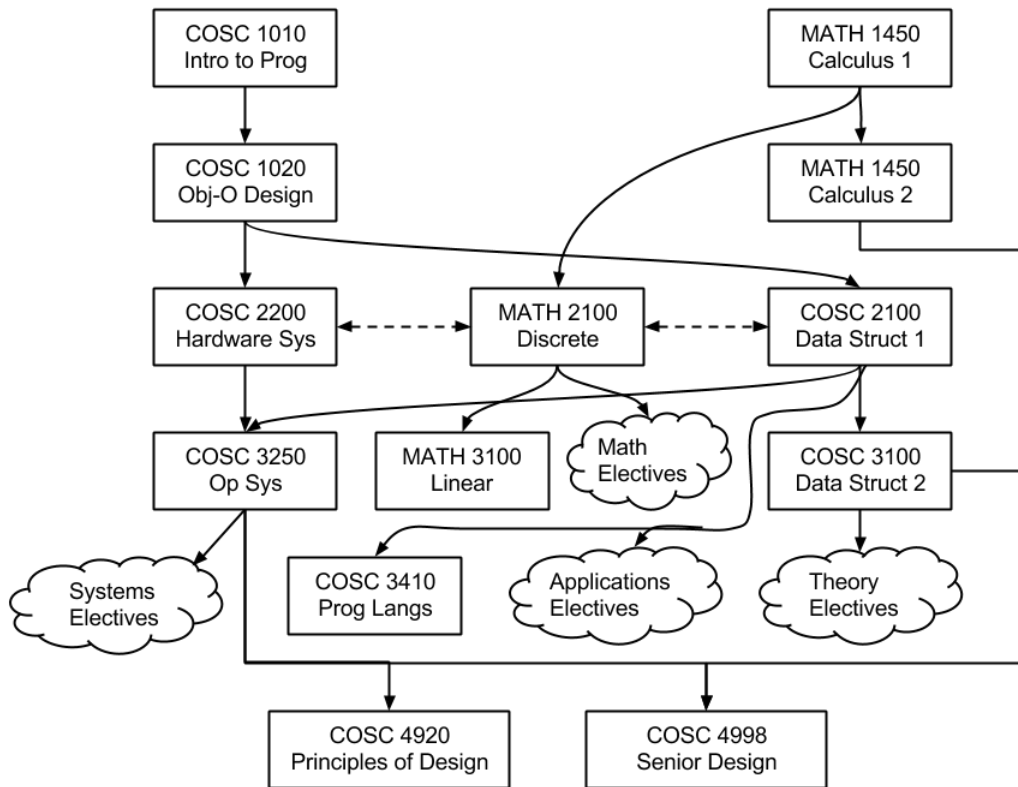 COSC 1010
Intro to Prog
MATH 1450
Calculus 1
COSC 1020
Obj-O Design
MATH 1450
Calculus 2
COSC 2200
Hardware Sys
MATH 2100
Discrete
COSC 2100
Data Struct 1
COSC 3250
Op Sys
MATH 3100
Linear
Math
Electives
COSC 3100
Data Struct 2
Systems
Electives
COSC 3410
Prog Langs
Applications
Electives
Theory
Electives
COSC 4920
Principles of Design
COSC 4998
Senior Design